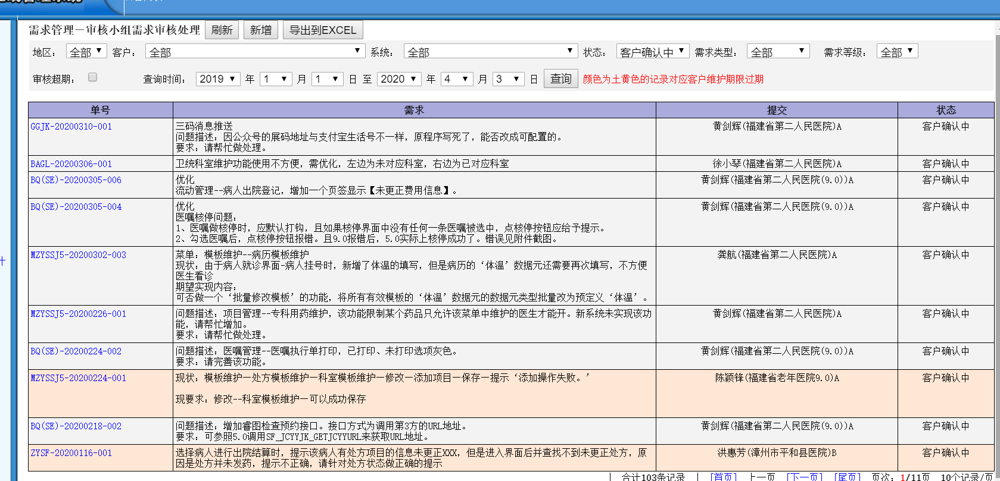 需求管理－审核小组需求审核处理 刷新 新增 导出到EXCEL
地区： 全部 客户： 全部 系统： 全部 状态： 客户确认中 需求类型： 全部 需求等级： 全部
审核超期： 查询时间： 2019 年 1 月 1 日 至 2020 年 4 月 3 日 查询 颜色为土黄色的记录对应客户维护期限过期
单号 需求 提交 状态
GGJK-20200310-001 三码消息推送 黄剑辉(福建省第二人民医院)A 客户确认中
问题描述：因公众号的展码地址与支付宝生活号不一样，原程序写死了，能否改成可配置的。
要求：请帮忙做处理。
BAGL-20200306-001 卫统科室维护功能使用不方便，需优化，左边为未对应科室，右边为已对应科室 徐小琴(福建省第二人民医院)A 客户确认中
BQ(SE)-20200305-006 优化 黄剑辉(福建省第二人民医院(9.0))A 客户确认中
流动管理--病人出院登记，增加一个页签显示【未更正费用信息】。
BQ(SE)-20200305-004 优化 黄剑辉(福建省第二人民医院(9.0))A 客户确认中
医嘱核停问题：
1、医嘱做核停时，应默认打钩，且如果核停界面中没有任何一条医嘱被选中，点核停按钮应给予提示。
2、勾选医嘱后，点核停按钮报错。且9.0报错后，5.0实际上核停成功了。错误见附件截图。
MZYSSJ5-20200302-003 菜单：模板维护--病历模板维护 龚航(福建省第二人民医院)A 客户确认中
现状：由于病人就诊界面-病人挂号时，新增了体温的填写，但是病历的‘体温’数据元还需要再次填写，不方便
医生看诊
期望实现内容：
可否做一个‘批量修改模板’的功能，将所有有效模板的‘体温’数据元的数据元类型批量改为预定义‘体温’。
MZYSSJ5-20200226-001 问题描述：项目管理--专科用药维护，该功能限制某个药品只允许该菜单中维护的医生才能开。新系统未实现该功 黄剑辉(福建省第二人民医院)A 客户确认中
能，请帮忙增加。
要求：请帮忙做处理。
BQ(SE)-20200224-002 问题描述：医嘱管理--医嘱执行单打印，已打印、未打印选项灰色。 黄剑辉(福建省第二人民医院(9.0))A 客户确认中
要求：请完善该功能。
MZYSSJ5-20200224-001 现状：模板维护—处方模板维护—科室模板维护—修改—添加项目—保存—提示‘添加操作失败。’ 陈颖锋(福建省老年医院9.0)A 客户确认中
现要求：修改--科室模板维护—可以成功保存
BQ(SE)-20200218-002 问题描述：增加睿图检查预约接口。接口方式为调用第3方的URL地址。 黄剑辉(福建省第二人民医院(9.0))A 客户确认中
要求：可参照5.0调用SF_JCYYJK_GETJCYYURL来获取URL地址。
ZYSF-20200116-001 选择病人进行出院结算时，提示该病人有处方项目的信息未更正XXX，但是进入界面后并查找不到未更正处方，原 洪惠芳(漳州市平和县医院)B 客户确认中
因是处方并未发药，提示不正确，请针对处方状态做正确的提示
| 合计103条记录 | [首页] 上一页 [下一页] [尾页] 页次：1/11页 10个记录/页